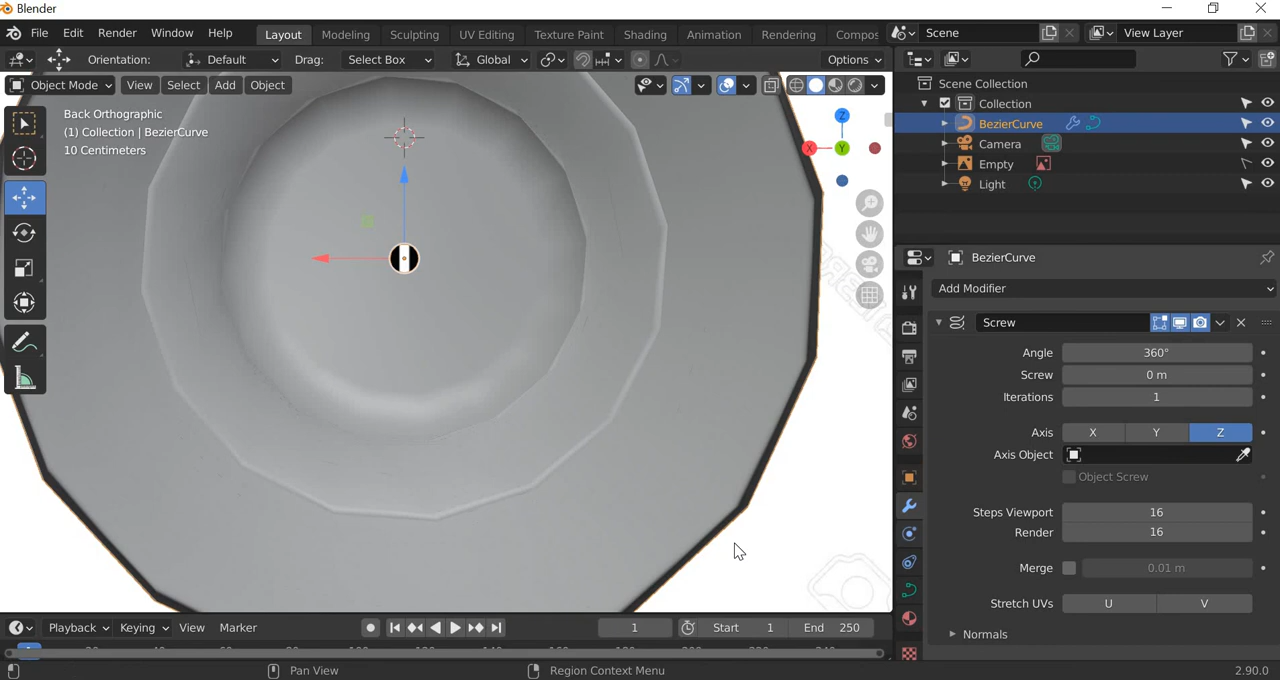 Blender
File Edit Render Window Help Layout Modeling Sculpting UV Editing Texture Paint Shading Animation Rendering Compos Scene View Layer
Orientation: Default Drag: Select Box Global Options
Object Mode View Select Add Object
Back Orthographic
(1) Collection | BezierCurve
10 Centimeters
Z
X
Y
Scene Collection
Collection
BezierCurve
Camera
Empty
Light
BezierCurve
Add Modifier
Screw
Angle 360°
Screw 0 m
Iterations 1
Axis X Y Z
Axis Object
Object Screw
Steps Viewport 16
Render 16
Merge 0.01 m
Stretch UVs U V
Normals
Playback Keying View Marker 1 Start 1 End 250
Pan View Region Context Menu 2.90.0